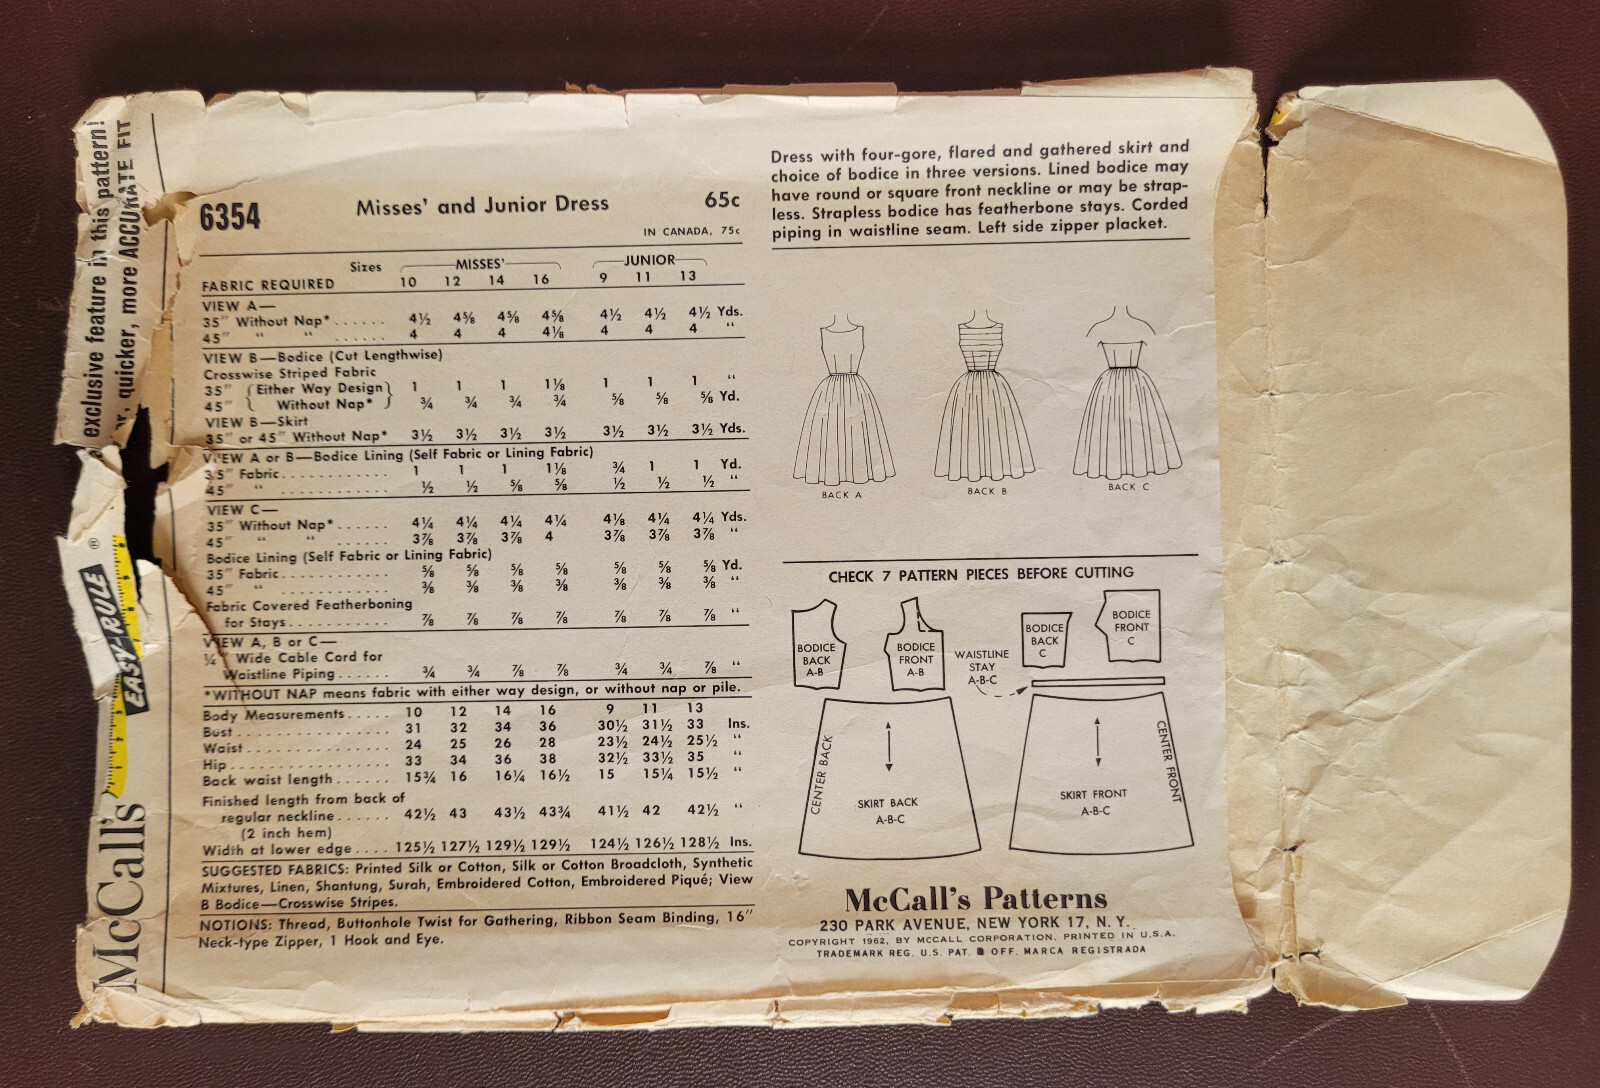 exclusive feature in this pattern!
quicker, more ACCURATE FIT
EASY-RULE ®
McCall's
6354 Misses' and Junior Dress 65c
IN CANADA, 75c
Sizes MISSES' JUNIOR
FABRIC REQUIRED 10 12 14 16 9 11 13
VIEW A—
35" Without Nap* ...... 4½ 4⅝ 4⅝ 4⅝ 4½ 4½ 4½ Yds.
45" " " ...... 4 4 4 4⅛ 4 4 4 "
VIEW B—Bodice (Cut Lengthwise)
Crosswise Striped Fabric
35" {Either Way Design} 1 1 1 1⅛ 1 1 1 "
45" { Without Nap* } ¾ ¾ ¾ ¾ ⅝ ⅝ ⅝ Yd.
VIEW B—Skirt
35" or 45" Without Nap* 3½ 3½ 3½ 3½ 3½ 3½ 3½ Yds.
VIEW A or B—Bodice Lining (Self Fabric or Lining Fabric)
35" Fabric............ 1 1 1 1⅛ ¾ 1 1 Yd.
45" " ............ ½ ½ ⅝ ⅝ ½ ½ ½ "
VIEW C—
35" Without Nap* ...... 4¼ 4¼ 4¼ 4¼ 4⅛ 4¼ 4¼ Yds.
45" " " ...... 3⅞ 3⅞ 3⅞ 4 3⅞ 3⅞ 3⅞ "
Bodice Lining (Self Fabric or Lining Fabric)
35" Fabric............ ⅝ ⅝ ⅝ ⅝ ⅝ ⅝ ⅝ Yd.
45" " ............ ⅜ ⅜ ⅜ ⅜ ⅜ ⅜ ⅜ "
Fabric Covered Featherboning
for Stays........... ⅞ ⅞ ⅞ ⅞ ⅞ ⅞ ⅞ "
VIEW A, B or C—
¼" Wide Cable Cord for
Waistline Piping...... ¾ ¾ ⅞ ⅞ ¾ ¾ ⅞ "
*WITHOUT NAP means fabric with either way design, or without nap or pile.
Body Measurements..... 10 12 14 16 9 11 13
Bust................. 31 32 34 36 30½ 31½ 33 Ins.
Waist................ 24 25 26 28 23½ 24½ 25½ "
Hip.................. 33 34 36 38 32½ 33½ 35 "
Back waist length...... 15¾ 16 16¼ 16½ 15 15¼ 15½ "
Finished length from back of
regular neckline...... 42½ 43 43½ 43¾ 41½ 42 42½ "
(2 inch hem)
Width at lower edge.... 125½ 127½ 129½ 129½ 124½ 126½ 128½ Ins.
SUGGESTED FABRICS: Printed Silk or Cotton, Silk or Cotton Broadcloth, Synthetic
Mixtures, Linen, Shantung, Surah, Embroidered Cotton, Embroidered Piqué; View
B Bodice—Crosswise Stripes.
NOTIONS: Thread, Buttonhole Twist for Gathering, Ribbon Seam Binding, 16"
Neck-type Zipper, 1 Hook and Eye.
Dress with four-gore, flared and gathered skirt and
choice of bodice in three versions. Lined bodice may
have round or square front neckline or may be strap-
less. Strapless bodice has featherbone stays. Corded
piping in waistline seam. Left side zipper placket.
BACK A BACK B BACK C
CHECK 7 PATTERN PIECES BEFORE CUTTING
BODICE
BACK
A-B
BODICE
FRONT
A-B
WAISTLINE
STAY
A-B-C
BODICE
BACK
C
BODICE
FRONT
C
CENTER BACK
SKIRT BACK
A-B-C
SKIRT FRONT
A-B-C
CENTER FRONT
McCall's Patterns
230 PARK AVENUE, NEW YORK 17, N. Y.
COPYRIGHT 1962, BY MCCALL CORPORATION, PRINTED IN U.S.A.
TRADEMARK REG. U.S. PAT. OFF. MARCA REGISTRADA